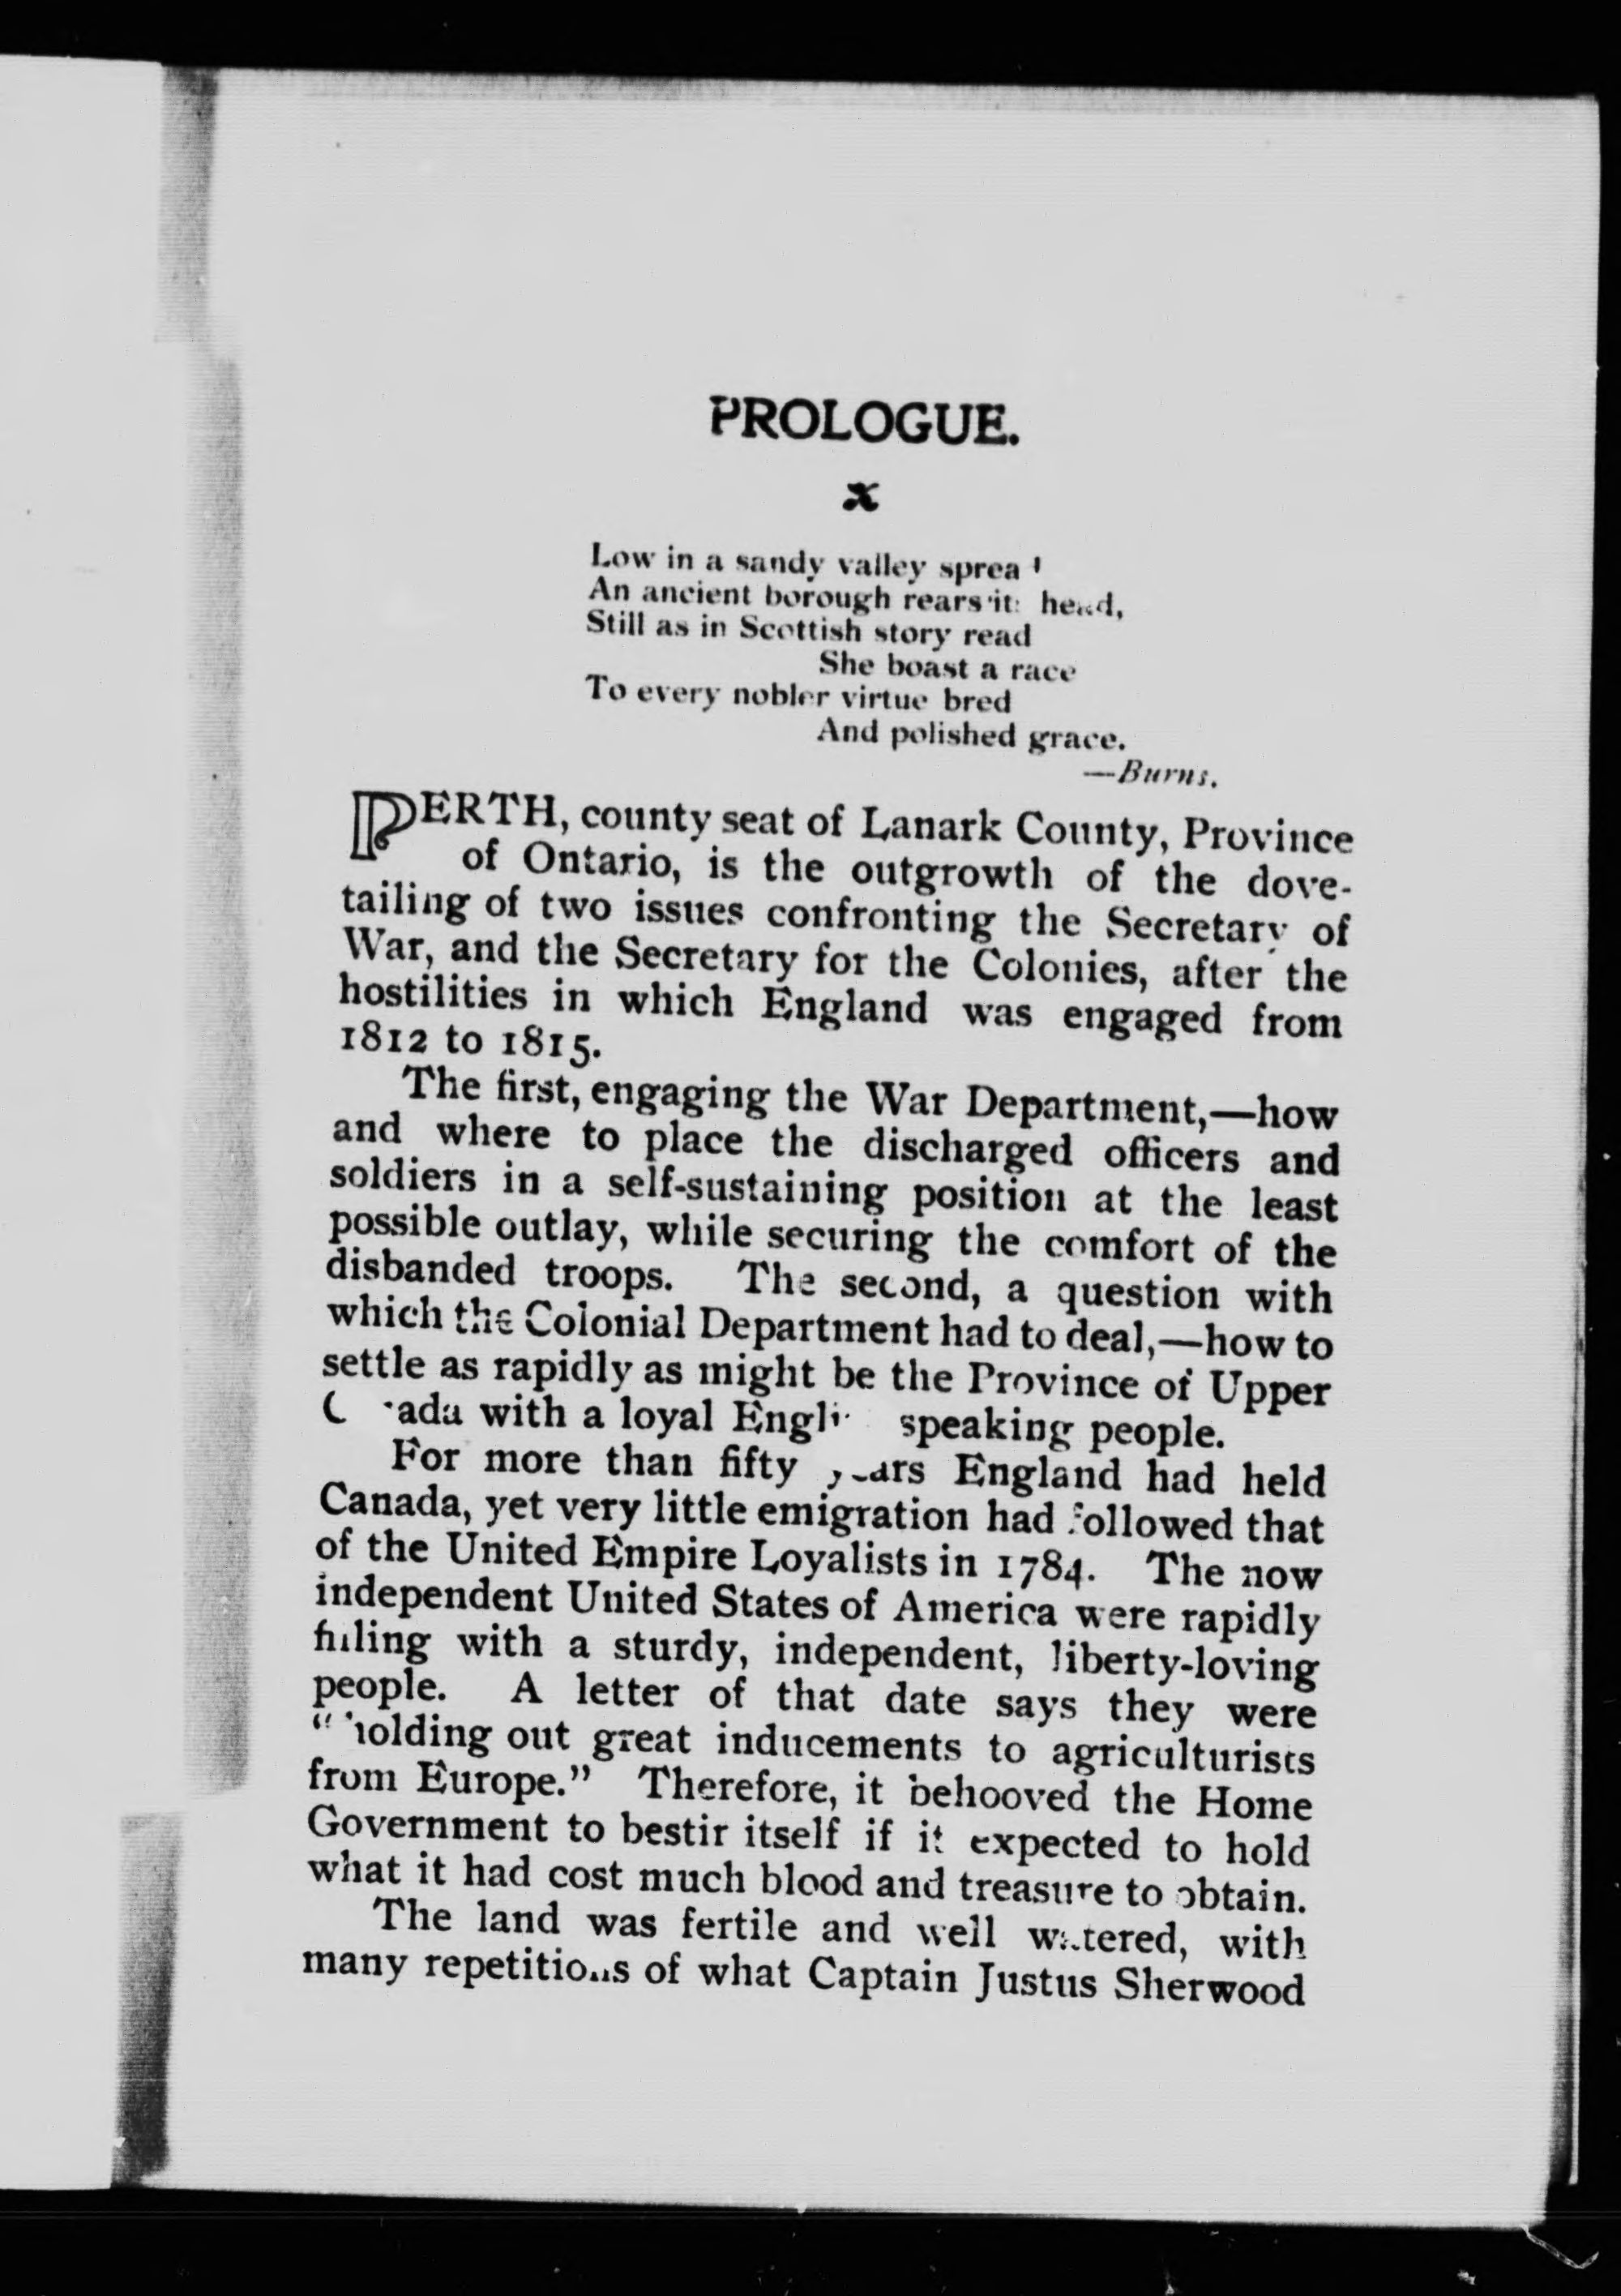 PROLOGUE.
Low in a sandy valley spread
An ancient borough rears its head,
Still as in Scottish story read
She boast a race
To every nobler virtue bred
And polished grace.
—Burns.
PERTH, county seat of Lanark County, Province
of Ontario, is the outgrowth of the dove-
tailing of two issues confronting the Secretary of
War, and the Secretary for the Colonies, after the
hostilities in which England was engaged from
1812 to 1815.
The first, engaging the War Department,—how
and where to place the discharged officers and
soldiers in a self-sustaining position at the least
possible outlay, while securing the comfort of the
disbanded troops. The second, a question with
which the Colonial Department had to deal,—how to
settle as rapidly as might be the Province of Upper
Canada with a loyal English speaking people.
For more than fifty years England had held
Canada, yet very little emigration had followed that
of the United Empire Loyalists in 1784. The now
independent United States of America were rapidly
filling with a sturdy, independent, liberty-loving
people. A letter of that date says they were
"holding out great inducements to agriculturists
from Europe." Therefore, it behooved the Home
Government to bestir itself if it expected to hold
what it had cost much blood and treasure to obtain.
The land was fertile and well watered, with
many repetitions of what Captain Justus Sherwood